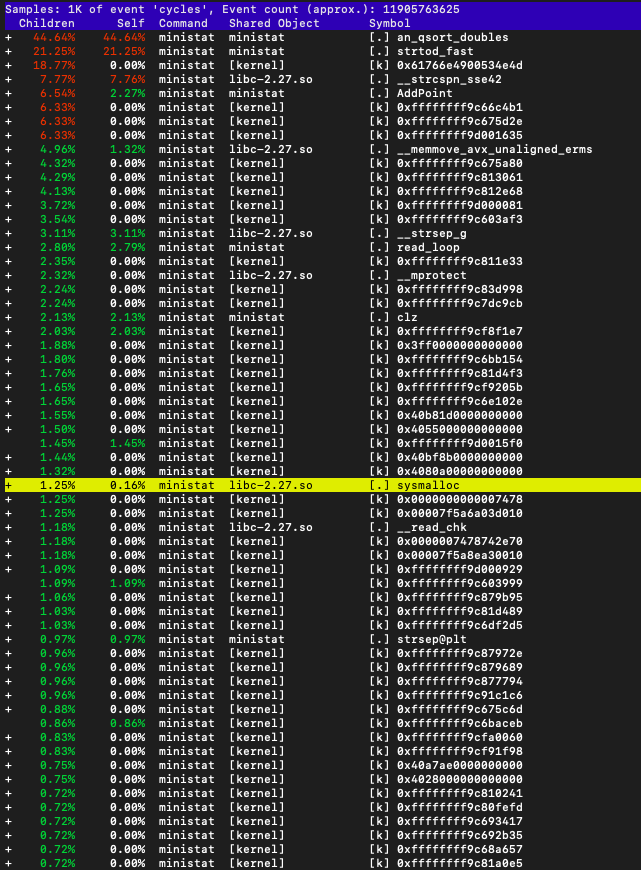 Samples: 1K of event 'cycles', Event count (approx.): 11905763625
Children Self Command Shared Object Symbol
+ 44.64% 44.64% ministat ministat [.] an_qsort_doubles
+ 21.25% 21.25% ministat ministat [.] strtod_fast
+ 18.77% 0.00% ministat [kernel] [k] 0x61766e4900534e4d
+ 7.77% 7.76% ministat libc-2.27.so [.] __strcspn_sse42
+ 6.54% 2.27% ministat ministat [.] AddPoint
+ 6.33% 0.00% ministat [kernel] [k] 0xffffffff9c66c4b1
+ 6.33% 0.00% ministat [kernel] [k] 0xffffffff9c675d2e
+ 6.33% 0.00% ministat [kernel] [k] 0xffffffff9d001635
+ 4.96% 1.32% ministat libc-2.27.so [.] __memmove_avx_unaligned_erms
+ 4.32% 0.00% ministat [kernel] [k] 0xffffffff9c675a80
+ 4.29% 0.00% ministat [kernel] [k] 0xffffffff9c813061
+ 4.13% 0.00% ministat [kernel] [k] 0xffffffff9c812e68
+ 3.72% 0.00% ministat [kernel] [k] 0xffffffff9d000081
+ 3.54% 0.00% ministat [kernel] [k] 0xffffffff9c603af3
+ 3.11% 3.11% ministat libc-2.27.so [.] __strsep_g
+ 2.80% 2.79% ministat ministat [.] read_loop
+ 2.35% 0.00% ministat [kernel] [k] 0xffffffff9c811e33
+ 2.32% 0.00% ministat libc-2.27.so [.] __mprotect
+ 2.24% 0.00% ministat [kernel] [k] 0xffffffff9c83d998
+ 2.24% 0.00% ministat [kernel] [k] 0xffffffff9c7dc9cb
+ 2.13% 2.13% ministat ministat [.] clz
+ 2.03% 2.03% ministat [kernel] [k] 0xffffffff9cf8f1e7
+ 1.88% 0.00% ministat [kernel] [k] 0x3ff0000000000000
+ 1.80% 0.00% ministat [kernel] [k] 0xffffffff9c6bb154
+ 1.76% 0.00% ministat [kernel] [k] 0xffffffff9c81d4f3
+ 1.65% 0.00% ministat [kernel] [k] 0xffffffff9cf9205b
+ 1.65% 0.00% ministat [kernel] [k] 0xffffffff9c6e102e
+ 1.55% 0.00% ministat [kernel] [k] 0x40b81d0000000000
+ 1.50% 0.00% ministat [kernel] [k] 0x4055000000000000
1.45% 1.45% ministat [kernel] [k] 0xffffffff9d0015f0
+ 1.44% 0.00% ministat [kernel] [k] 0x40bf8b0000000000
+ 1.32% 0.00% ministat [kernel] [k] 0x4080a00000000000
+ 1.25% 0.16% ministat libc-2.27.so [.] sysmalloc
+ 1.25% 0.00% ministat [kernel] [k] 0x0000000000007478
+ 1.25% 0.00% ministat [kernel] [k] 0x00007f5a6a03d010
+ 1.18% 0.00% ministat libc-2.27.so [.] __read_chk
+ 1.18% 0.00% ministat [kernel] [k] 0x0000007478742e70
+ 1.18% 0.00% ministat [kernel] [k] 0x00007f5a8ea30010
+ 1.09% 0.00% ministat [kernel] [k] 0xffffffff9d000929
1.09% 1.09% ministat [kernel] [k] 0xffffffff9c603999
+ 1.06% 0.00% ministat [kernel] [k] 0xffffffff9c879b95
+ 1.03% 0.00% ministat [kernel] [k] 0xffffffff9c81d489
+ 1.03% 0.00% ministat [kernel] [k] 0xffffffff9c6df2d5
+ 0.97% 0.97% ministat ministat [.] strsep@plt
+ 0.96% 0.00% ministat [kernel] [k] 0xffffffff9c87972e
+ 0.96% 0.00% ministat [kernel] [k] 0xffffffff9c879689
+ 0.96% 0.00% ministat [kernel] [k] 0xffffffff9c877794
+ 0.96% 0.00% ministat [kernel] [k] 0xffffffff9c91c1c6
+ 0.88% 0.00% ministat [kernel] [k] 0xffffffff9c675c6d
0.86% 0.86% ministat [kernel] [k] 0xffffffff9c6baceb
+ 0.83% 0.00% ministat [kernel] [k] 0xffffffff9cfa0060
+ 0.83% 0.00% ministat [kernel] [k] 0xffffffff9cf91f98
+ 0.75% 0.00% ministat [kernel] [k] 0x40a7ae0000000000
+ 0.75% 0.00% ministat [kernel] [k] 0x4028000000000000
+ 0.72% 0.00% ministat [kernel] [k] 0xffffffff9c810241
+ 0.72% 0.00% ministat [kernel] [k] 0xffffffff9c80fefd
+ 0.72% 0.00% ministat [kernel] [k] 0xffffffff9c693417
+ 0.72% 0.00% ministat [kernel] [k] 0xffffffff9c692b35
+ 0.72% 0.00% ministat [kernel] [k] 0xffffffff9c68a657
+ 0.72% 0.00% ministat [kernel] [k] 0xffffffff9c81a0e5